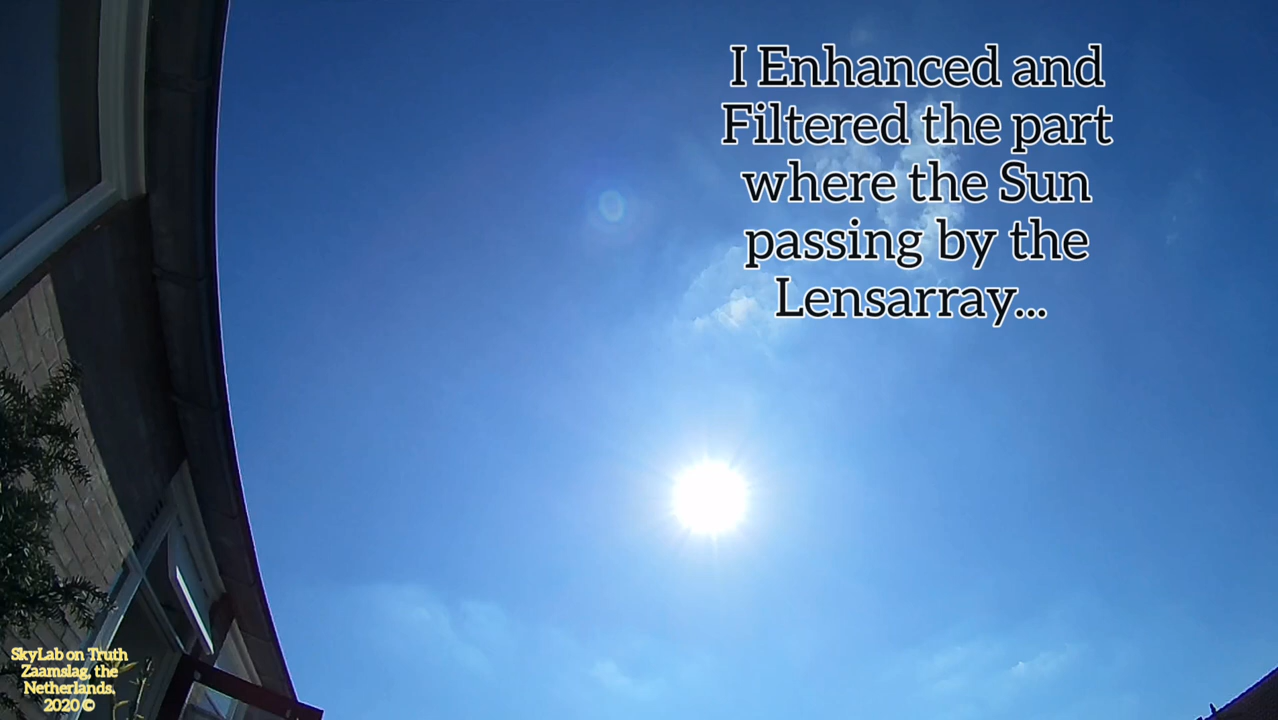 I Enhanced and
Filtered the part
where the Sun
passing by the
Lensarray...
SkyLab on Truth
Zaamslag, the
Netherlands.
2020 ©